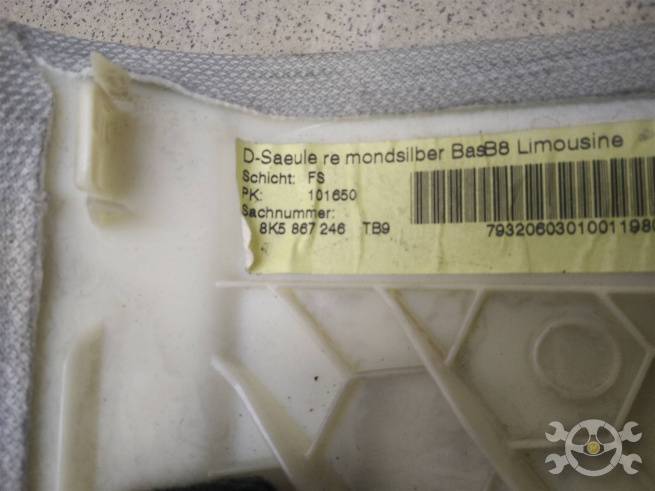 D-Saeule re mondsilber BasB8 Limousine
Schicht: FS
PK: 101650
Sachnummer:
8K5 867 246 TB9
7932060301001198